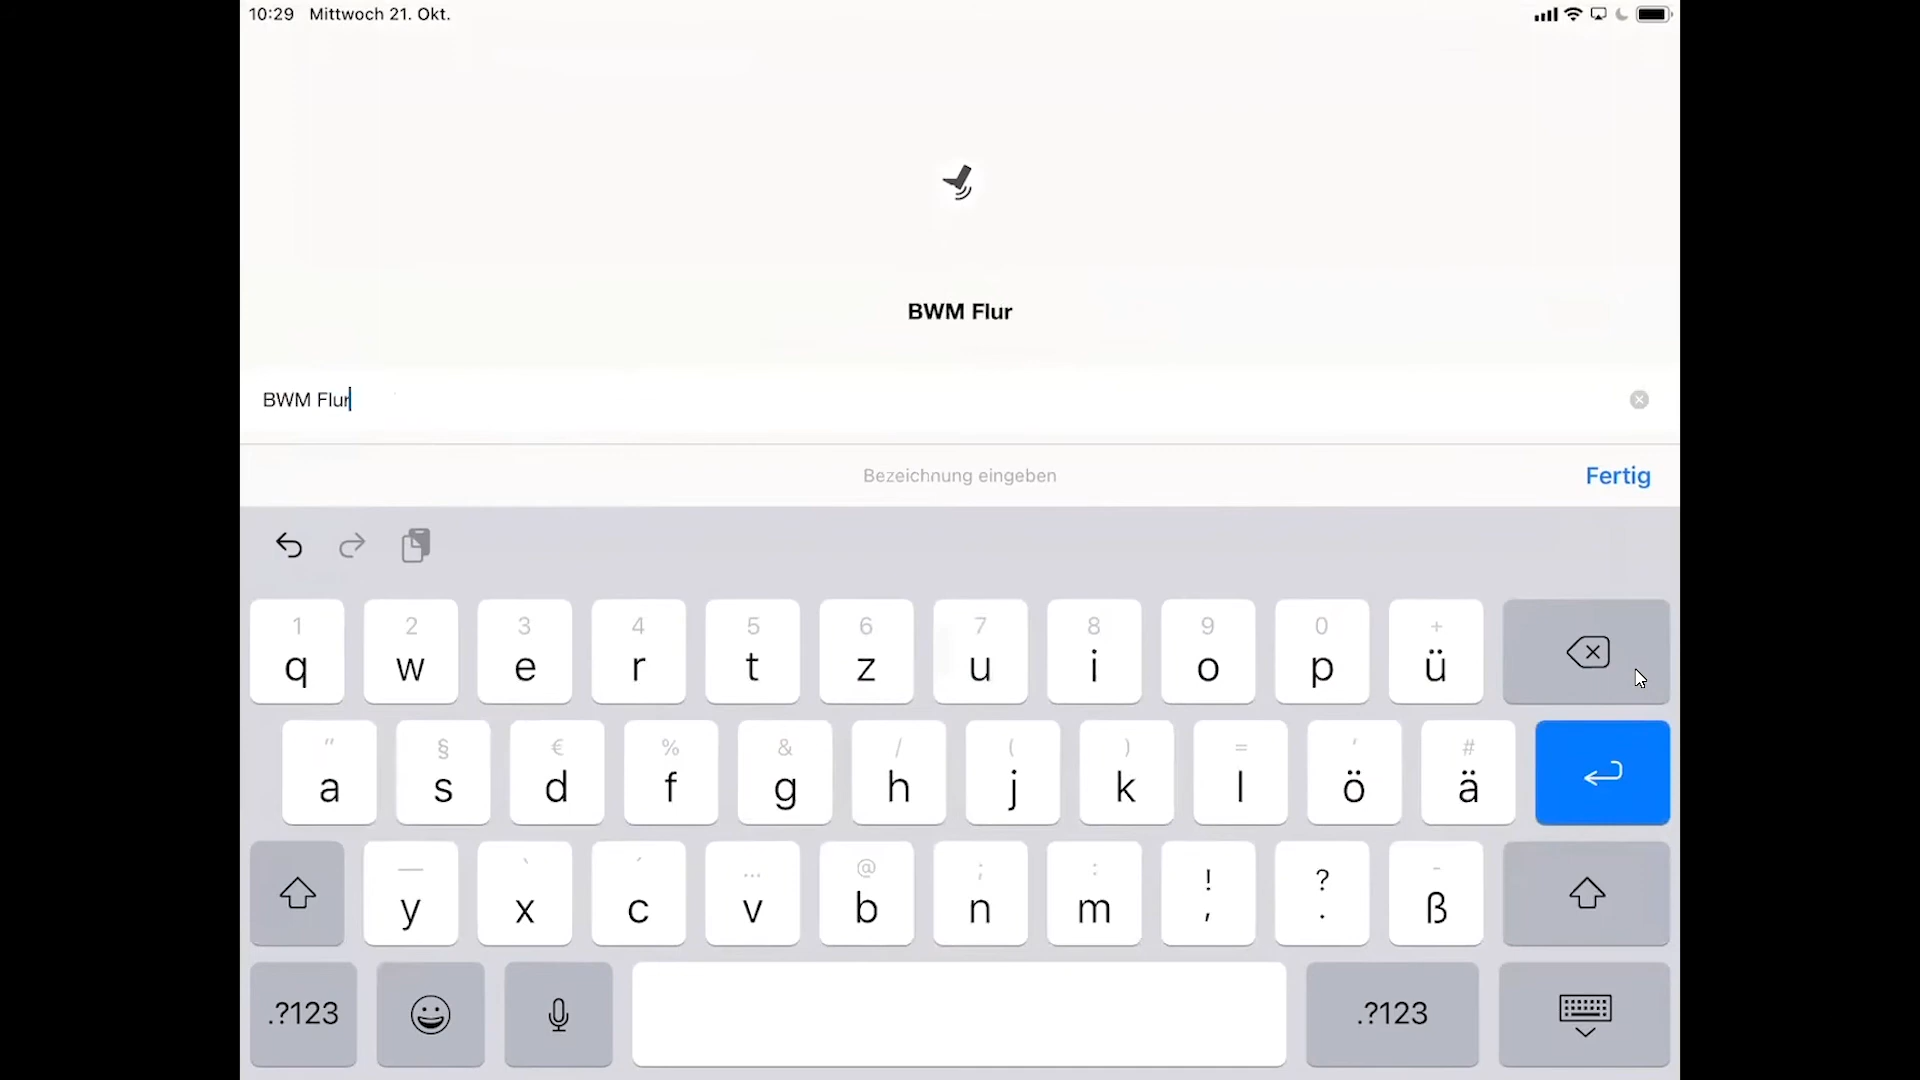 10:29 Mittwoch 21. Okt.
BWM Flur
BWM Flur
Bezeichnung eingeben
Fertig
1 2 3 4 5 6 7 8 9 0 +
q w e r t z u i o p ü
" § € % & / ( ) = ' #
a s d f g h j k l ö ä
— ` ´ ... @ ; : ! ? -
y x c v b n m , . ß
.?123 .?123